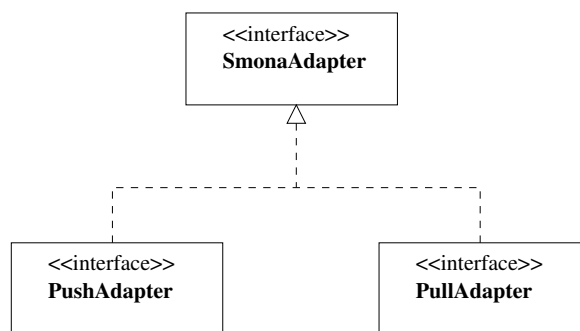 <<interface>>
SmonaAdapter
<<interface>>
PushAdapter
<<interface>>
PullAdapter